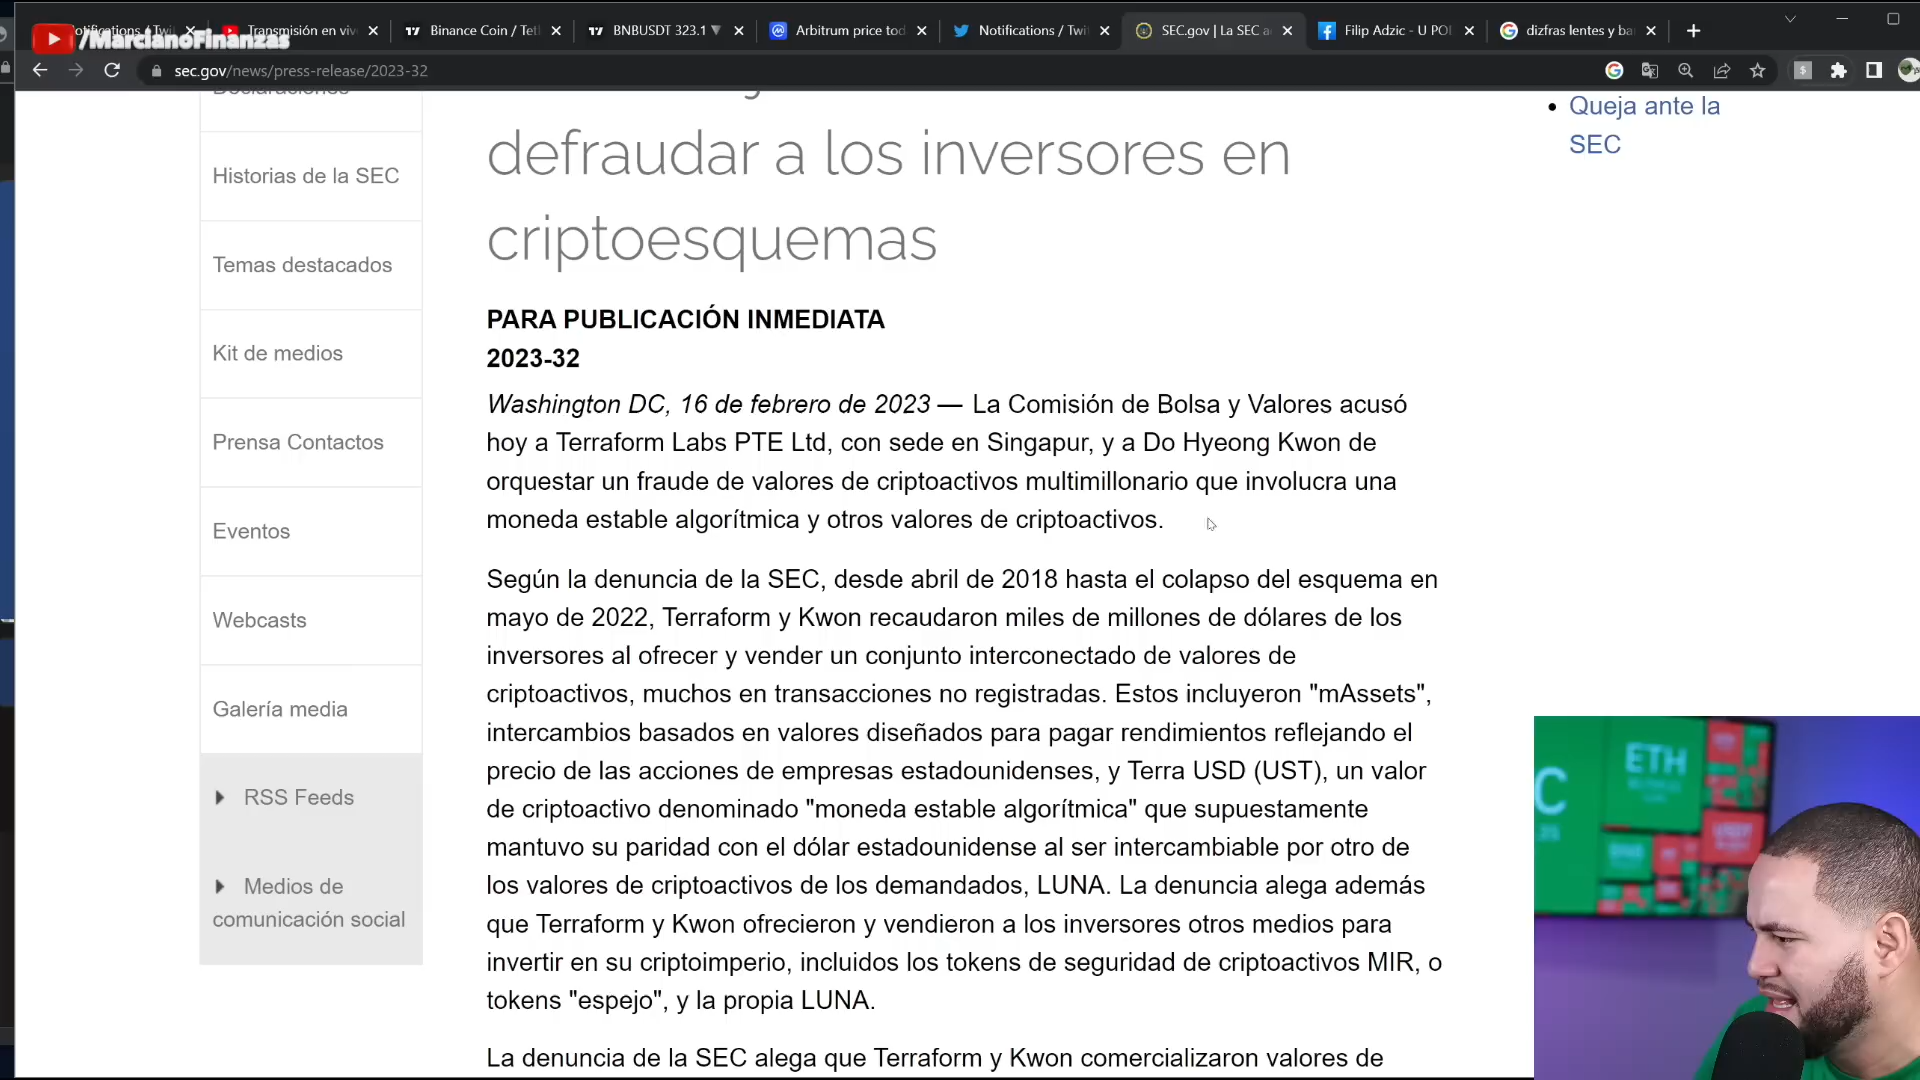 Notifications / Twi
Transmisión en viv
Binance Coin / Tet
BNBUSDT 323.1 ▼
Arbitrum price tod
Notifications / Twi
SEC.gov | La SEC a
Filip Adzic - U PO
dizfras lentes y ba
/MarcianoFinanzas
sec.gov/news/press-release/2023-32
Declaraciones
Historias de la SEC
Temas destacados
Kit de medios
Prensa Contactos
Eventos
Webcasts
Galería media
RSS Feeds
Medios de
comunicación social
defraudar a los inversores en
criptoesquemas
PARA PUBLICACIÓN INMEDIATA
2023-32
Washington DC, 16 de febrero de 2023 — La Comisión de Bolsa y Valores acusó
hoy a Terraform Labs PTE Ltd, con sede en Singapur, y a Do Hyeong Kwon de
orquestar un fraude de valores de criptoactivos multimillonario que involucra una
moneda estable algorítmica y otros valores de criptoactivos.
Según la denuncia de la SEC, desde abril de 2018 hasta el colapso del esquema en
mayo de 2022, Terraform y Kwon recaudaron miles de millones de dólares de los
inversores al ofrecer y vender un conjunto interconectado de valores de
criptoactivos, muchos en transacciones no registradas. Estos incluyeron "mAssets",
intercambios basados en valores diseñados para pagar rendimientos reflejando el
precio de las acciones de empresas estadounidenses, y Terra USD (UST), un valor
de criptoactivo denominado "moneda estable algorítmica" que supuestamente
mantuvo su paridad con el dólar estadounidense al ser intercambiable por otro de
los valores de criptoactivos de los demandados, LUNA. La denuncia alega además
que Terraform y Kwon ofrecieron y vendieron a los inversores otros medios para
invertir en su criptoimperio, incluidos los tokens de seguridad de criptoactivos MIR, o
tokens "espejo", y la propia LUNA.
La denuncia de la SEC alega que Terraform y Kwon comercializaron valores de
Queja ante la
SEC
C
ETH